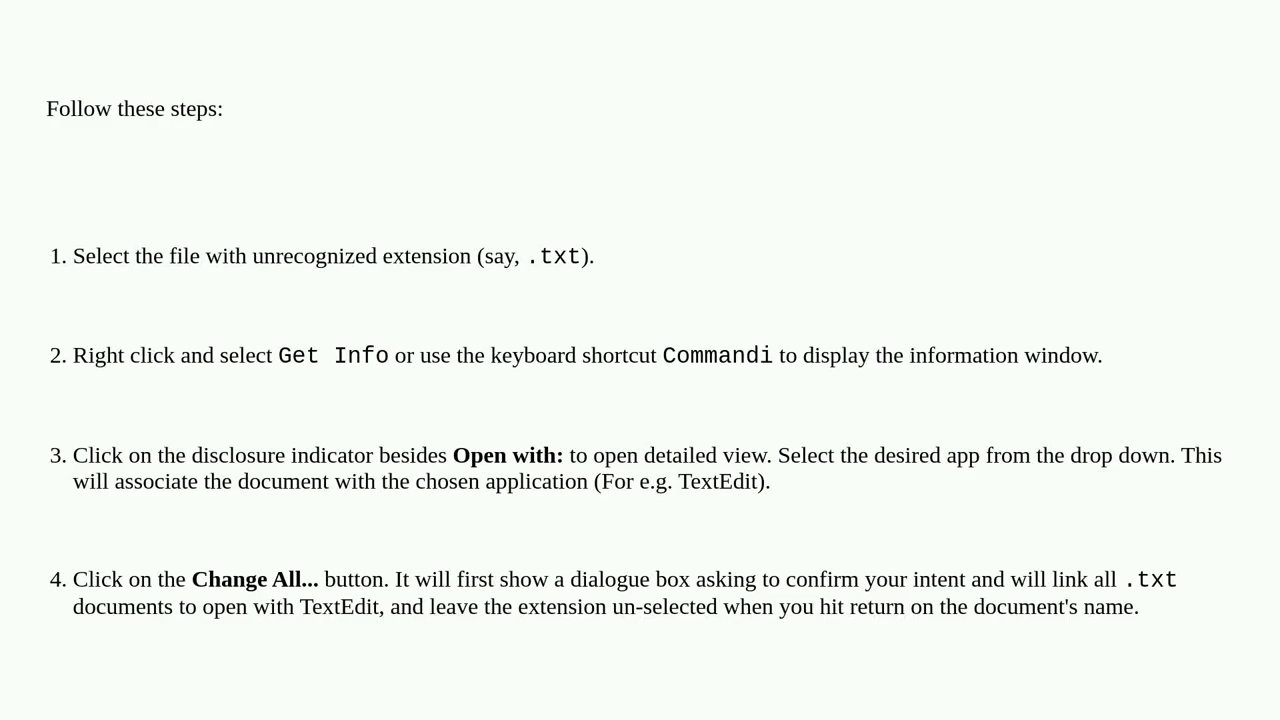 Follow these steps:
1. Select the file with unrecognized extension (say, .txt).
2. Right click and select Get Info or use the keyboard shortcut Commandi to display the information window.
3. Click on the disclosure indicator besides Open with: to open detailed view. Select the desired app from the drop down. This
will associate the document with the chosen application (For e.g. TextEdit).
4. Click on the Change All... button. It will first show a dialogue box asking to confirm your intent and will link all .txt
documents to open with TextEdit, and leave the extension un-selected when you hit return on the document's name.